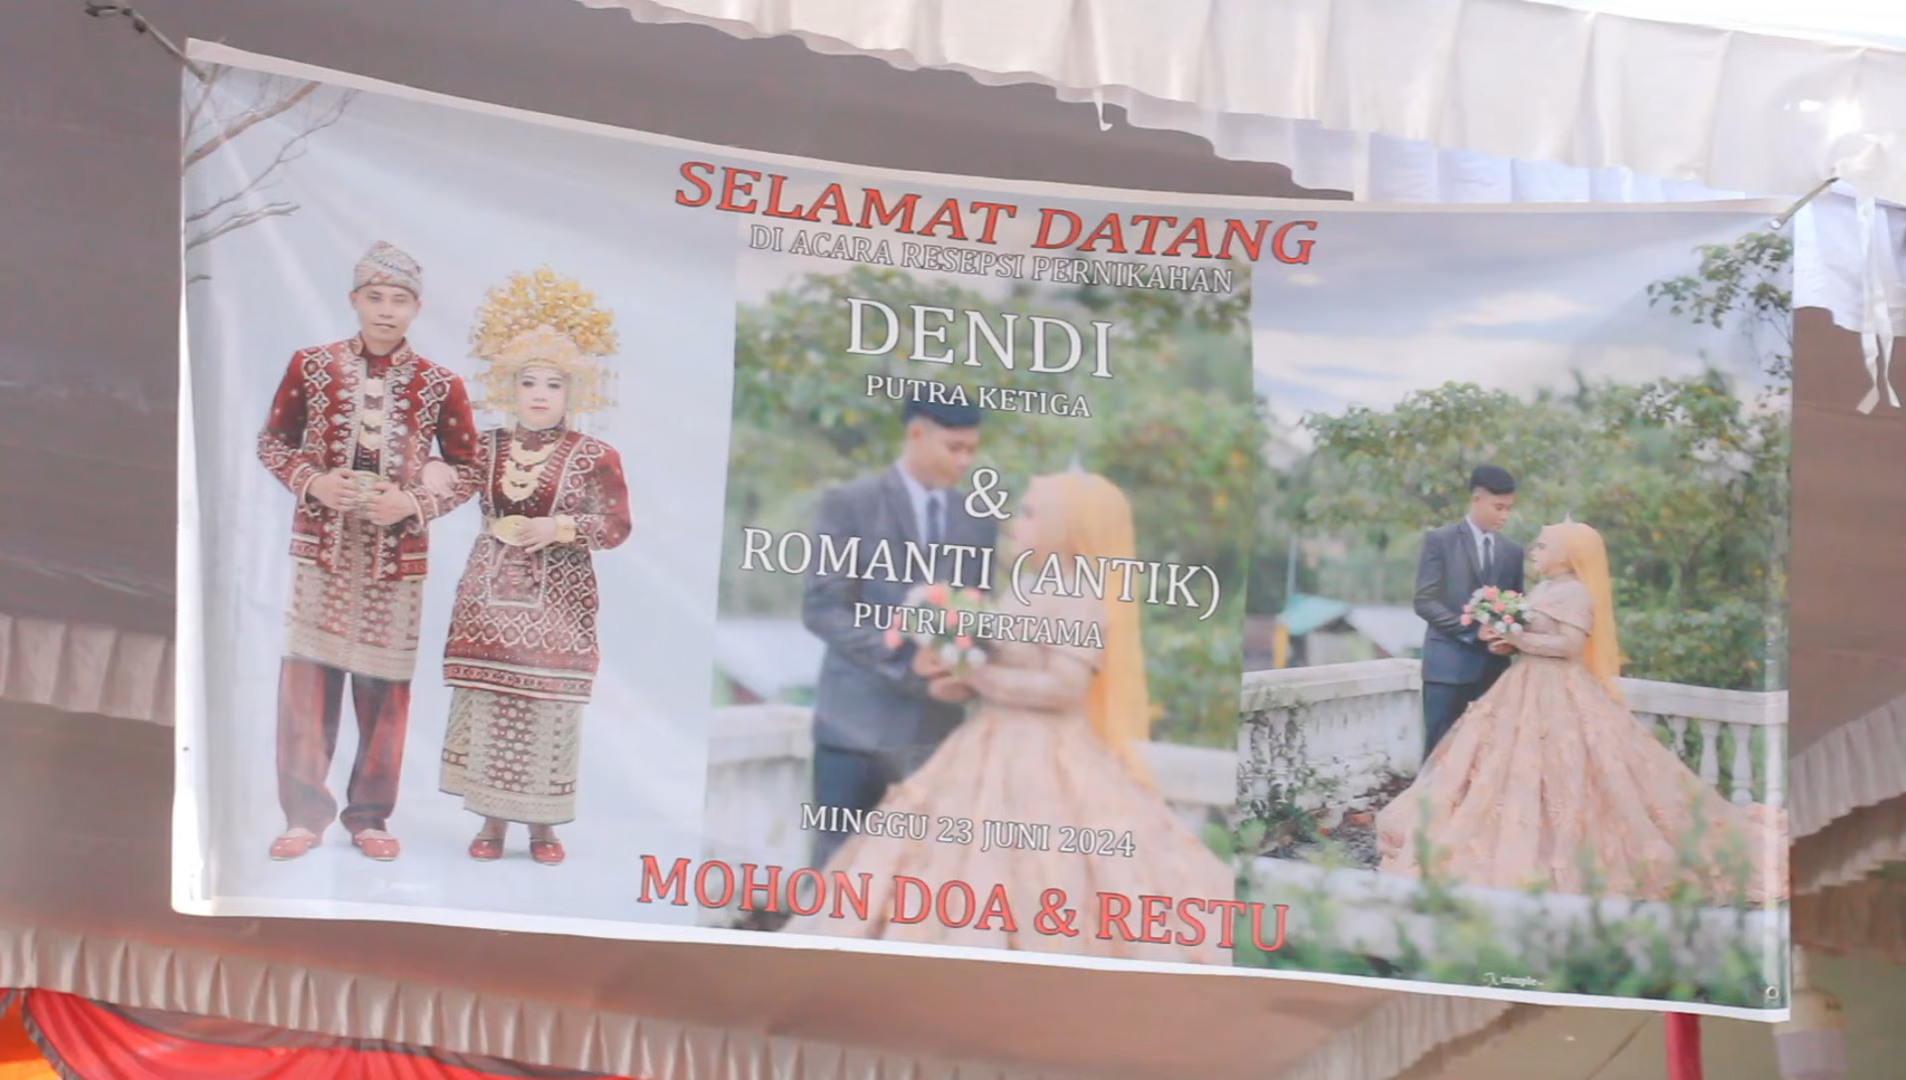 SELAMAT DATANG
DI ACARA RESEPSI PERNIKAHAN
DENDI
PUTRA KETIGA
&
ROMANTI (ANTIK)
PUTRI PERTAMA
MINGGU 23 JUNI 2024
MOHON DOA & RESTU